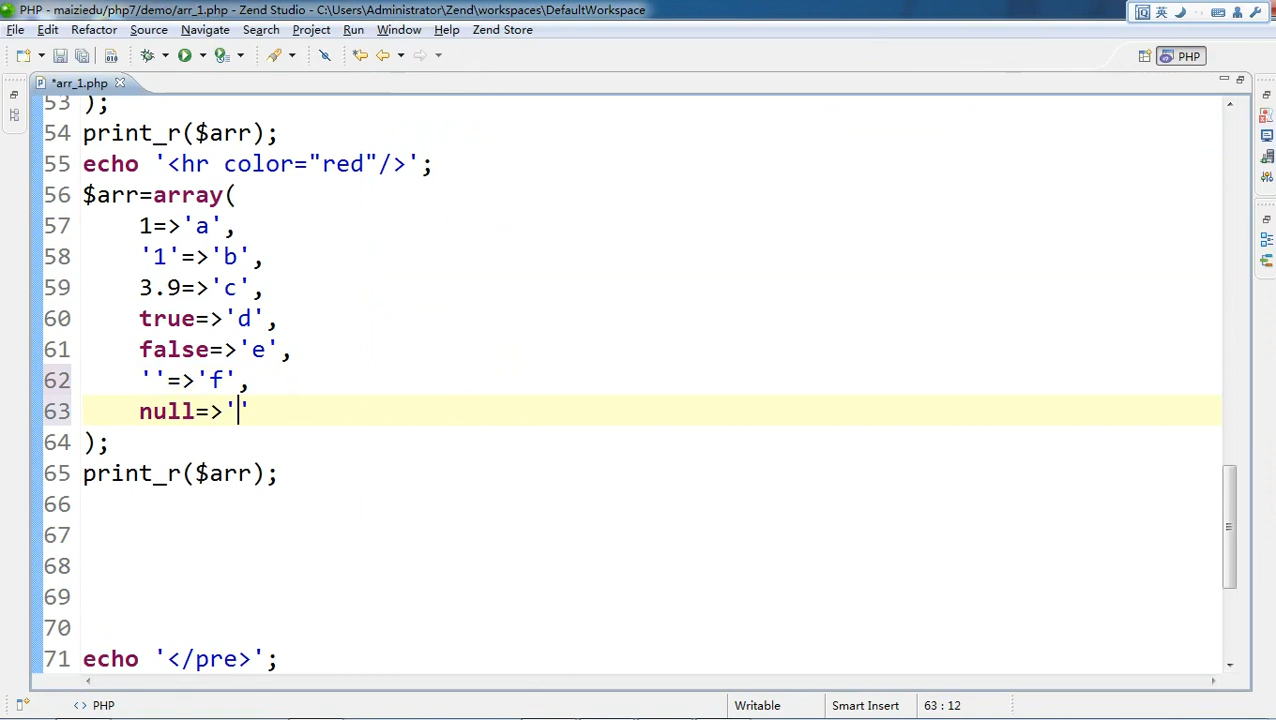 PHP - maiziedu/php7/demo/arr_1.php - Zend Studio - C:\Users\Administrator\Zend\workspaces\DefaultWorkspace
英
File Edit Refactor Source Navigate Search Project Run Window Help Zend Store
PHP
*arr_1.php
53 );
54 print_r($arr);
55 echo '<hr color="red"/>';
56 $arr=array(
57 1=>'a',
58 '1'=>'b',
59 3.9=>'c',
60 true=>'d',
61 false=>'e',
62 ''=>'f',
63 null=>''
64 );
65 print_r($arr);
66
67
68
69
70
71 echo '</pre>';
<> PHP Writable Smart Insert 63 : 12